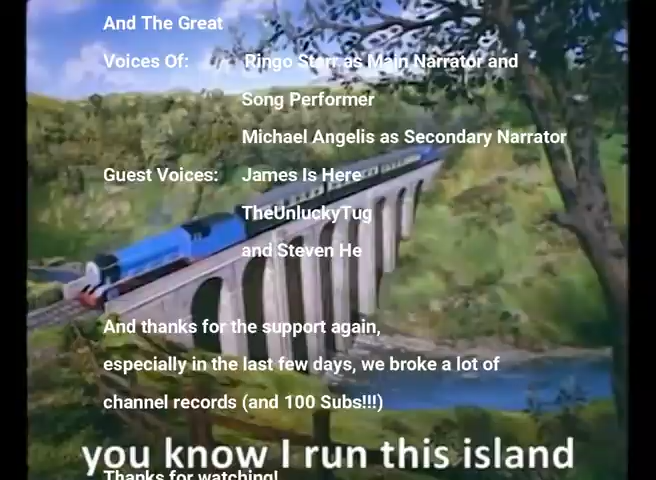 And The Great
Voices Of: Ringo Starr as Main Narrator and
Song Performer
Michael Angelis as Secondary Narrator
Guest Voices: James Is Here
TheUnluckyTug
and Steven He
And thanks for the support again,
especially in the last few days, we broke a lot of
channel records (and 100 Subs!!!)
you know I run this island
Thanks for watching!